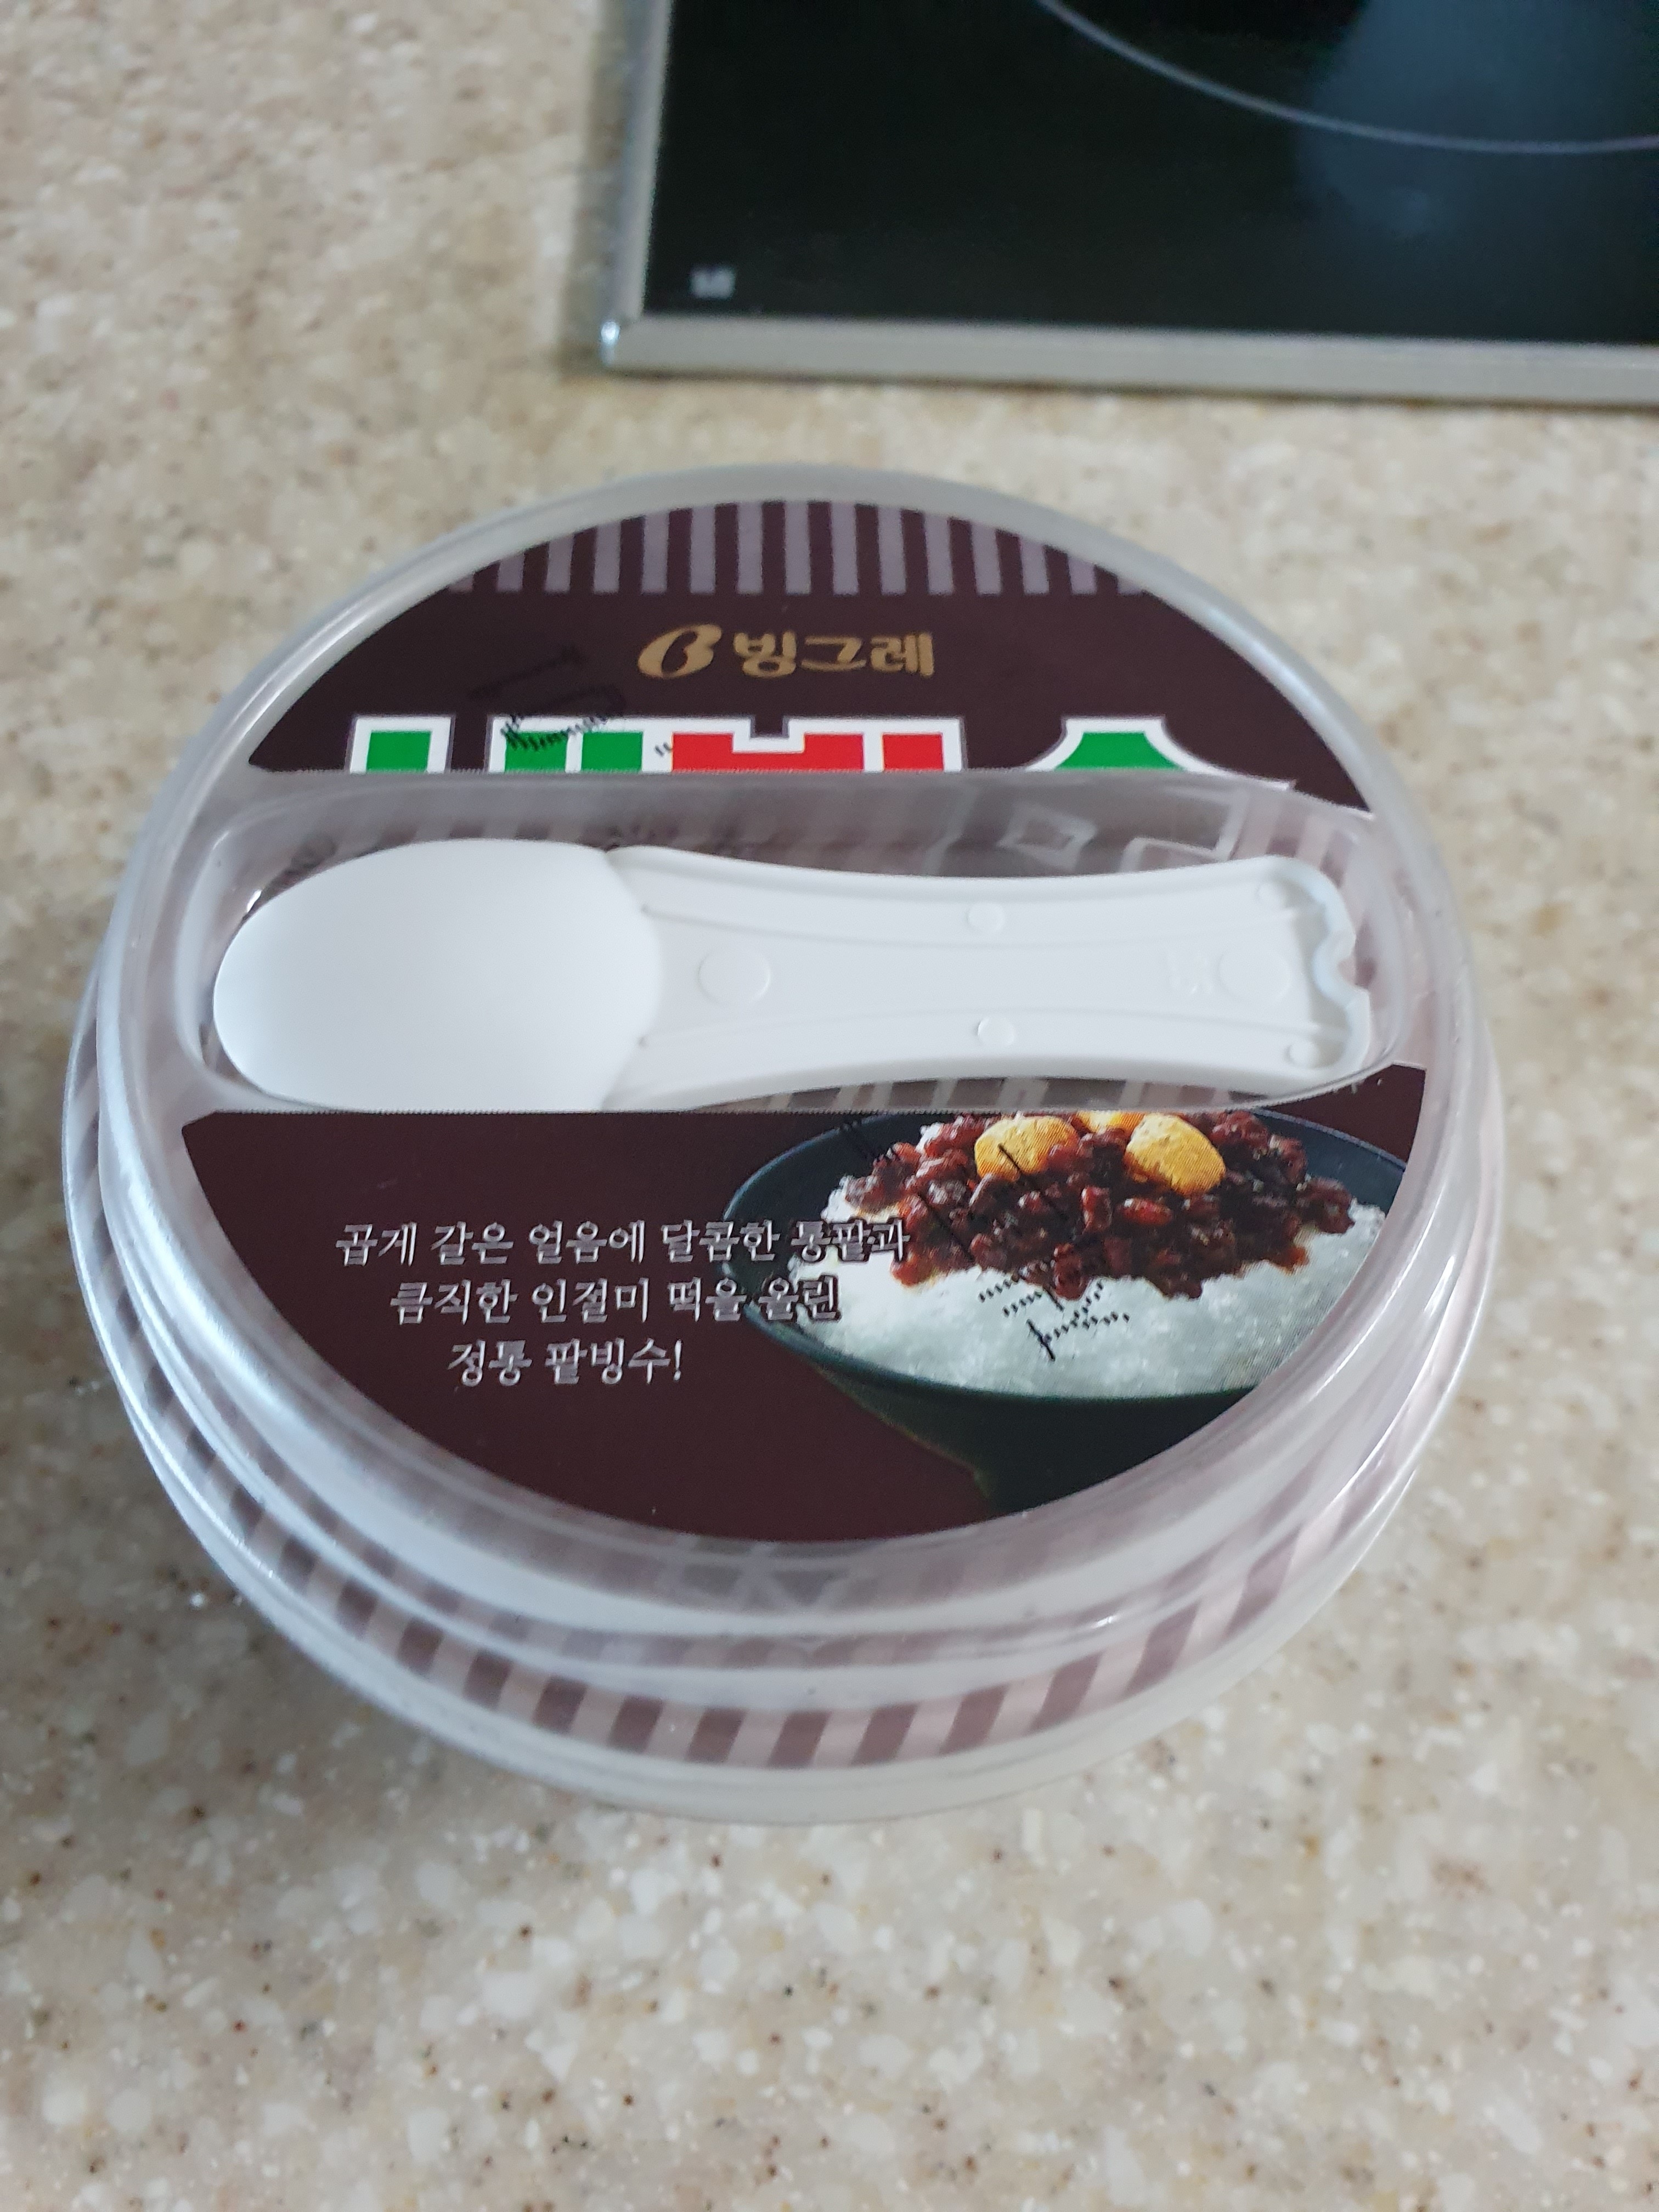 빙그레
곱게 갈은 얼음에 달콤한 통팥과
큼직한 인절미 떡을 올린
정통 팥빙수!